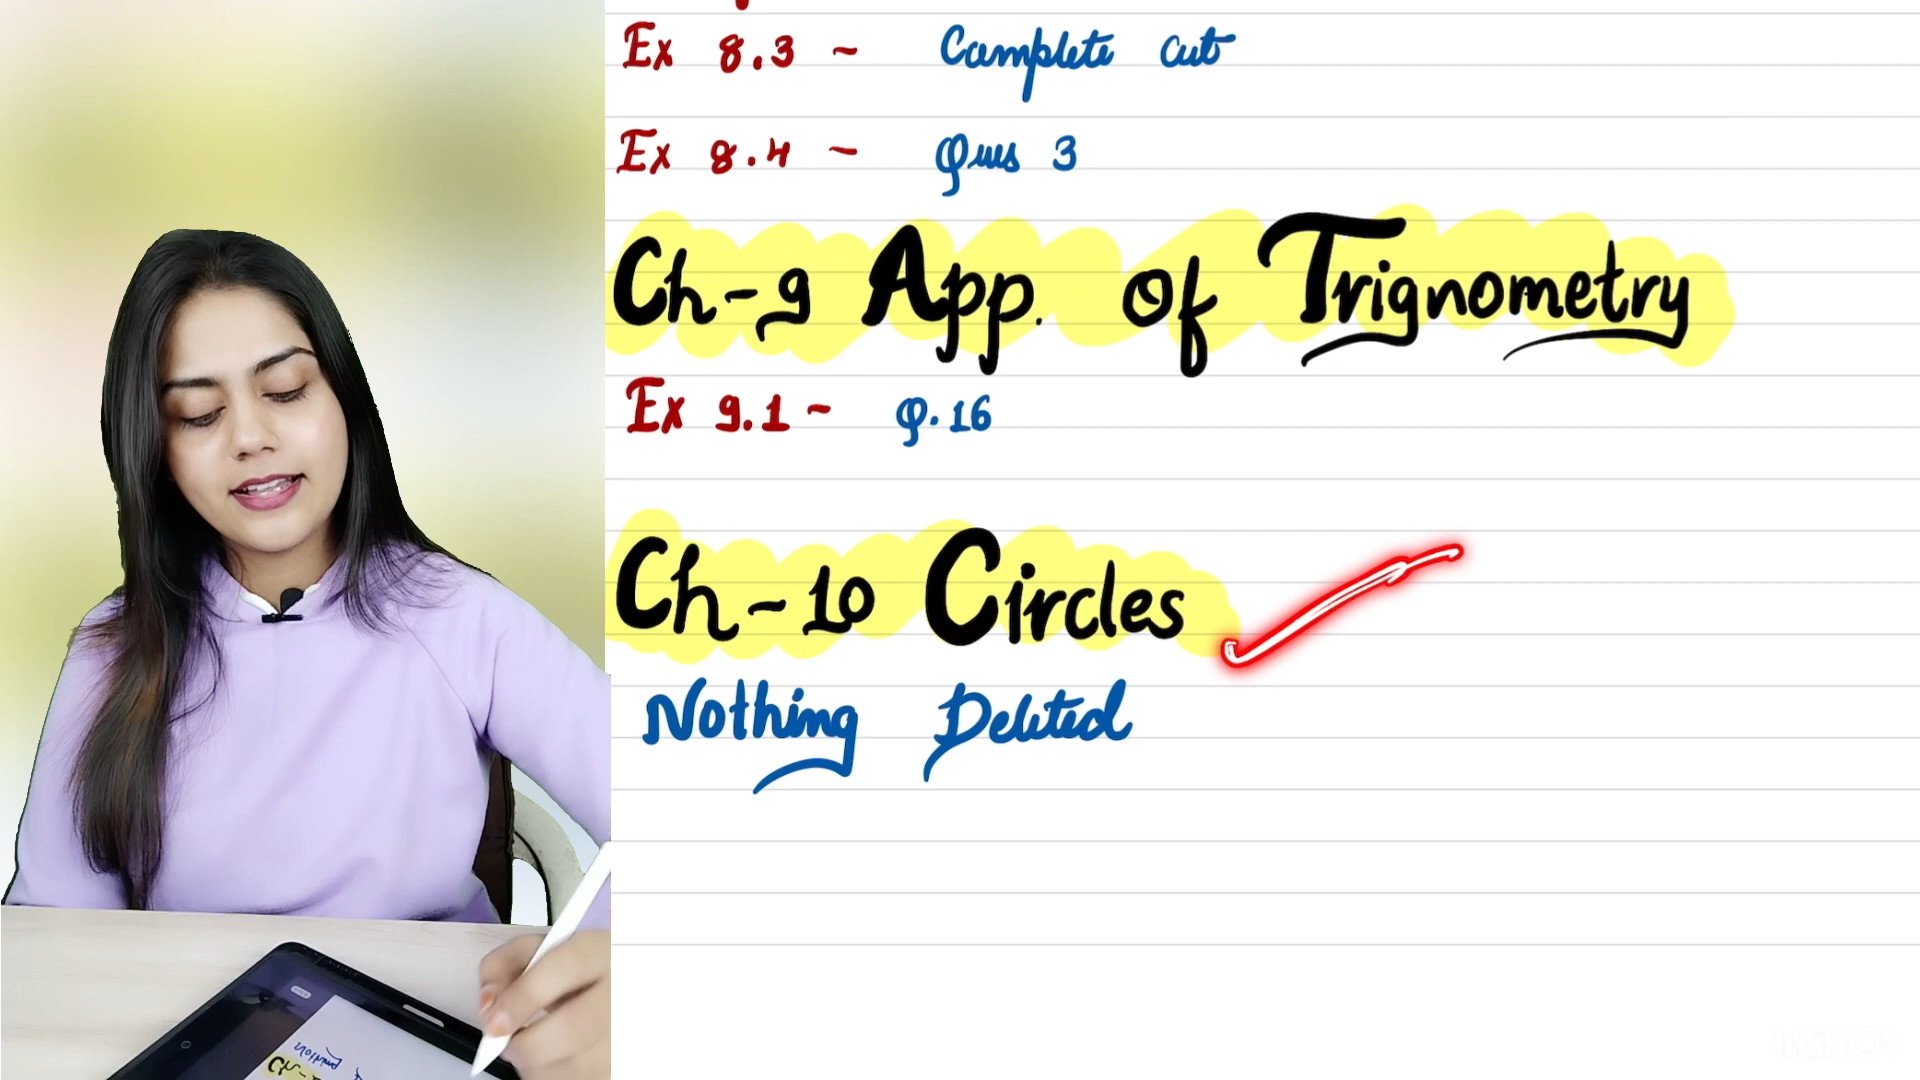 Ex 8.3 ~ Complete cut
Ex 8.4 ~ Ques 3
Ch-9 App. of Trignometry
Ex 9.1 ~ Q.16
Ch-10 Circles
Nothing Deleted